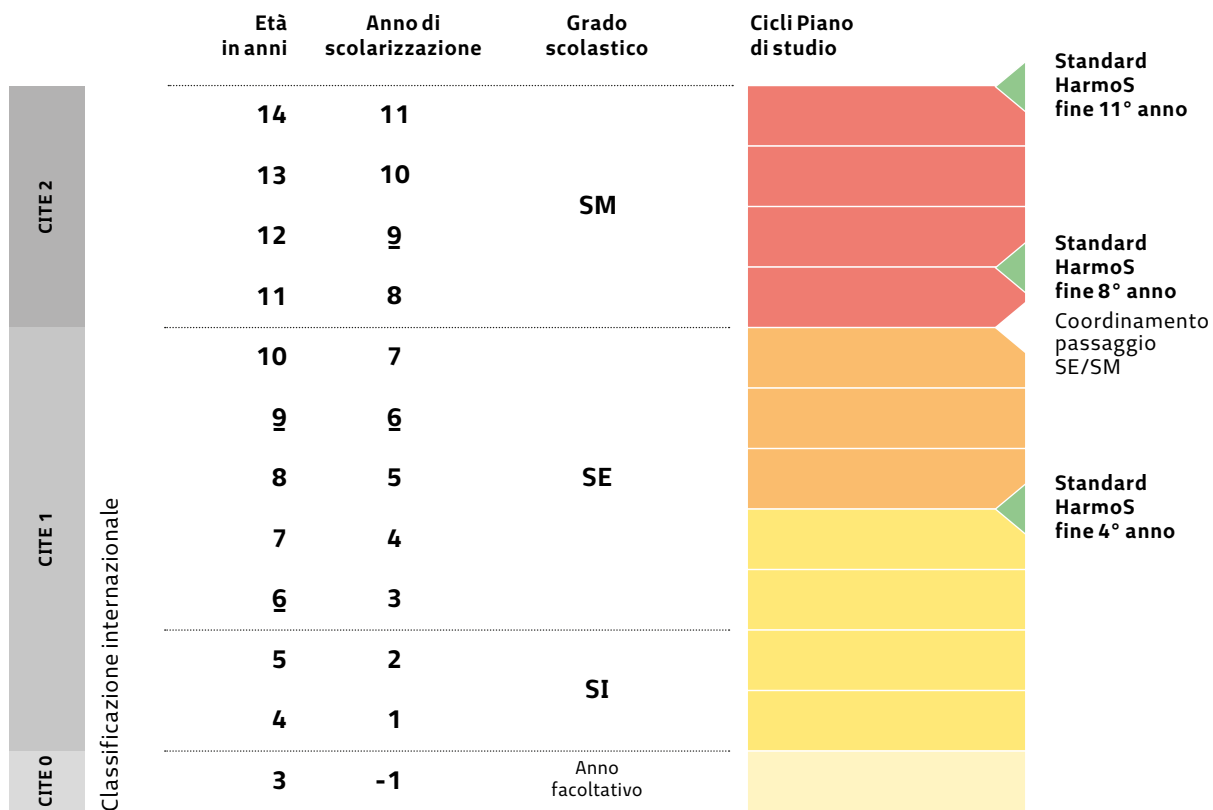 Età in anni
Anno di scolarizzazione
Grado scolastico
Cicli Piano di studio
Standard
HarmoS
fine 11° anno
14 11
13 10
SM
12 9
Standard
HarmoS
fine 8° anno
11 8
Coordinamento
passaggio
SE/SM
10 7
9 6
8 5
SE
Standard
HarmoS
fine 4° anno
7 4
6 3
5 2
SI
4 1
3 -1
Anno
facoltativo
CITE 2
CITE 1
CITE 0
Classificazione internazionale